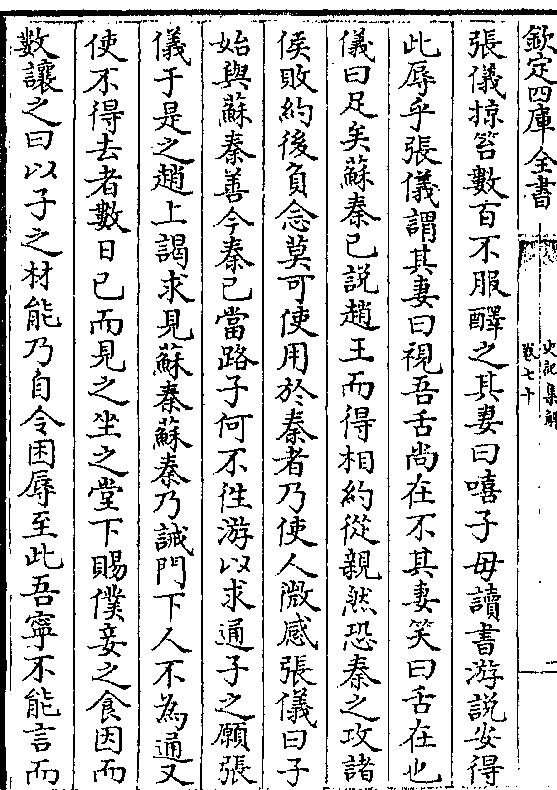 欽定四庫全書
史記集解
卷七十
張儀掠笞數百不服醳之其妻曰嘻子毋讀書游說安得
此辱乎張儀謂其妻曰視吾舌尚在不其妻笑曰舌在也
儀曰足矣蘇秦已說趙王而得相約從親然恐秦之攻諸
侯敗約後負念莫可使用於秦者乃使人微感張儀曰子
始與蘇秦善今秦已當路子何不徃游以求通子之願張
儀于是之趙上謁求見蘇秦蘇秦乃誡門下人不為通又
使不得去者數日已而見之坐之堂下賜僕妾之食因而
數讓之曰以子之材能乃自令困辱至此吾寧不能言而